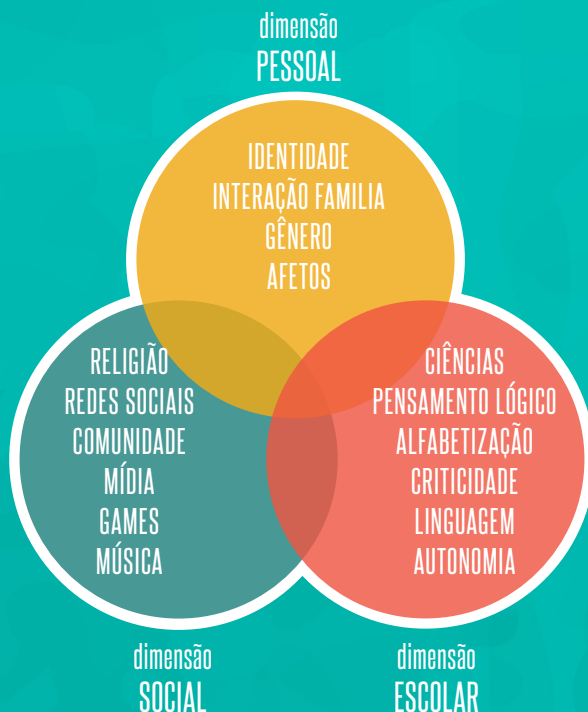 dimensão
PESSOAL
IDENTIDADE
INTERAÇÃO FAMILIA
GÊNERO
AFETOS
RELIGIÃO
REDES SOCIAIS
COMUNIDADE
MÍDIA
GAMES
MÚSICA
CIÊNCIAS
PENSAMENTO LÓGICO
ALFABETIZAÇÃO
CRITICIDADE
LINGUAGEM
AUTONOMIA
dimensão
SOCIAL
dimensão
ESCOLAR